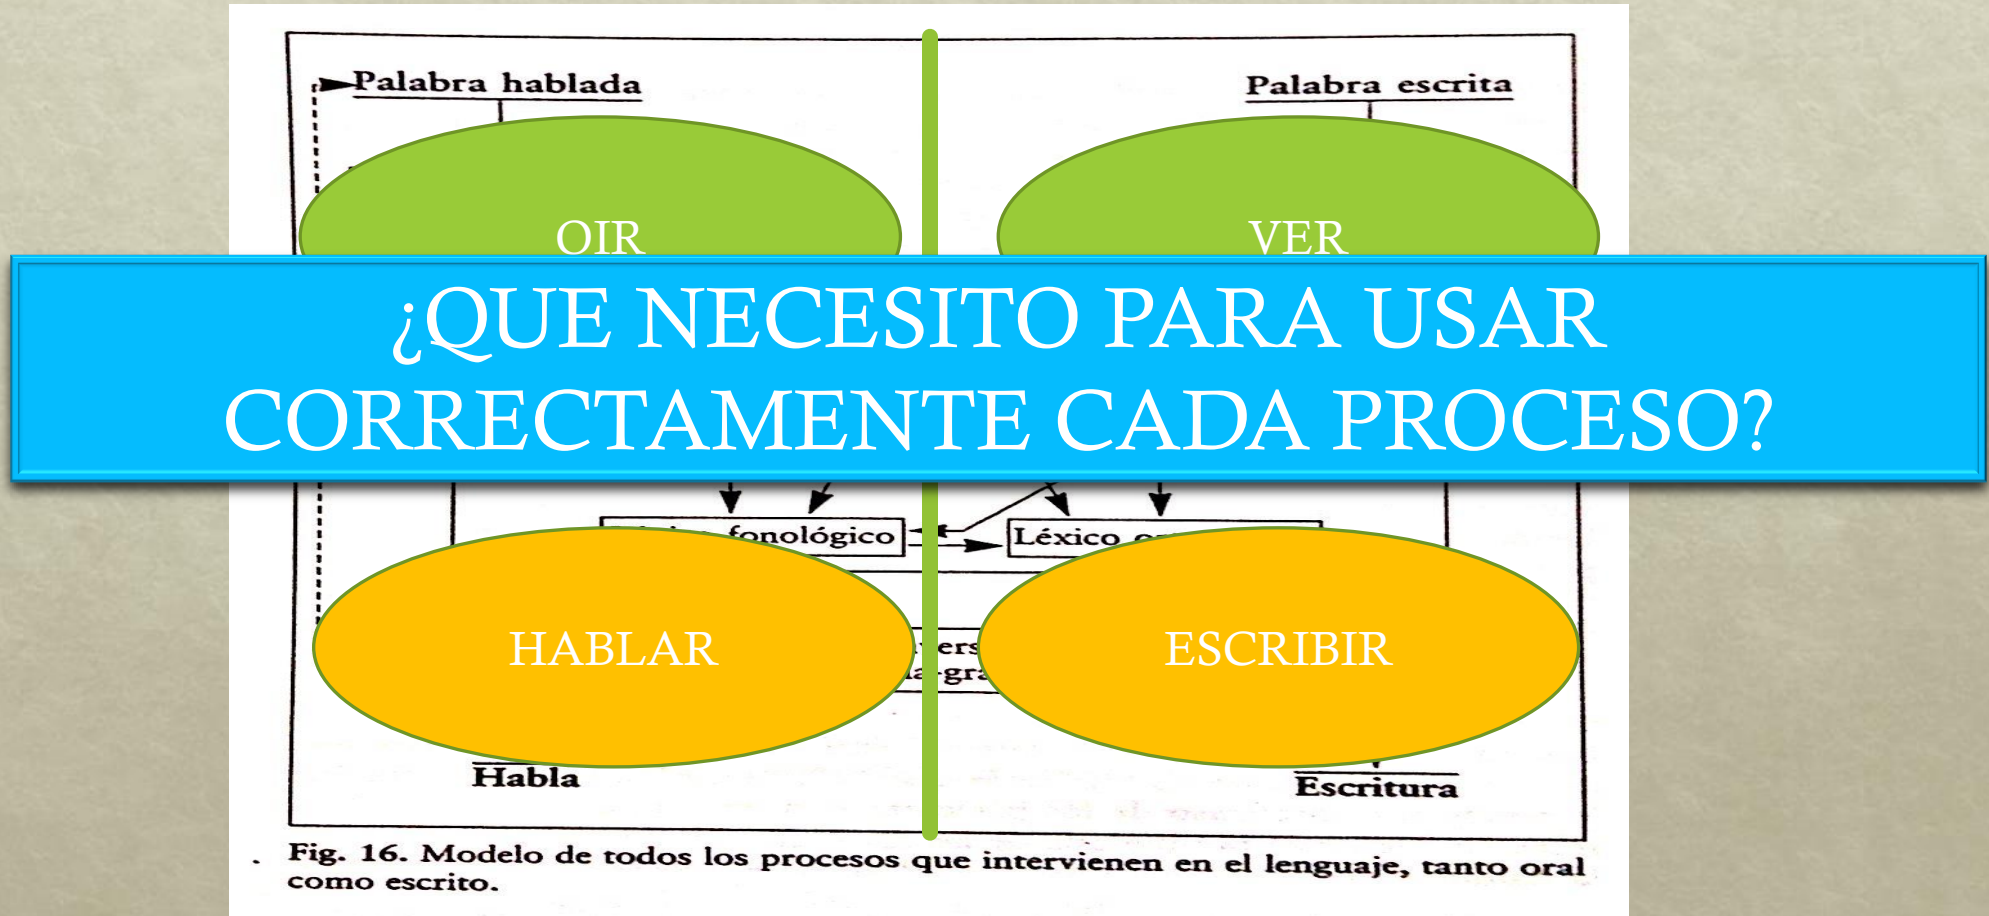 Palabra hablada
Palabra escrita
OIR
VER
¿QUE NECESITO PARA USAR
CORRECTAMENTE CADA PROCESO?
fonológico
Léxico
HABLAR
ESCRIBIR
Habla
Escritura
Fig. 16. Modelo de todos los procesos que intervienen en el lenguaje, tanto oral
como escrito.